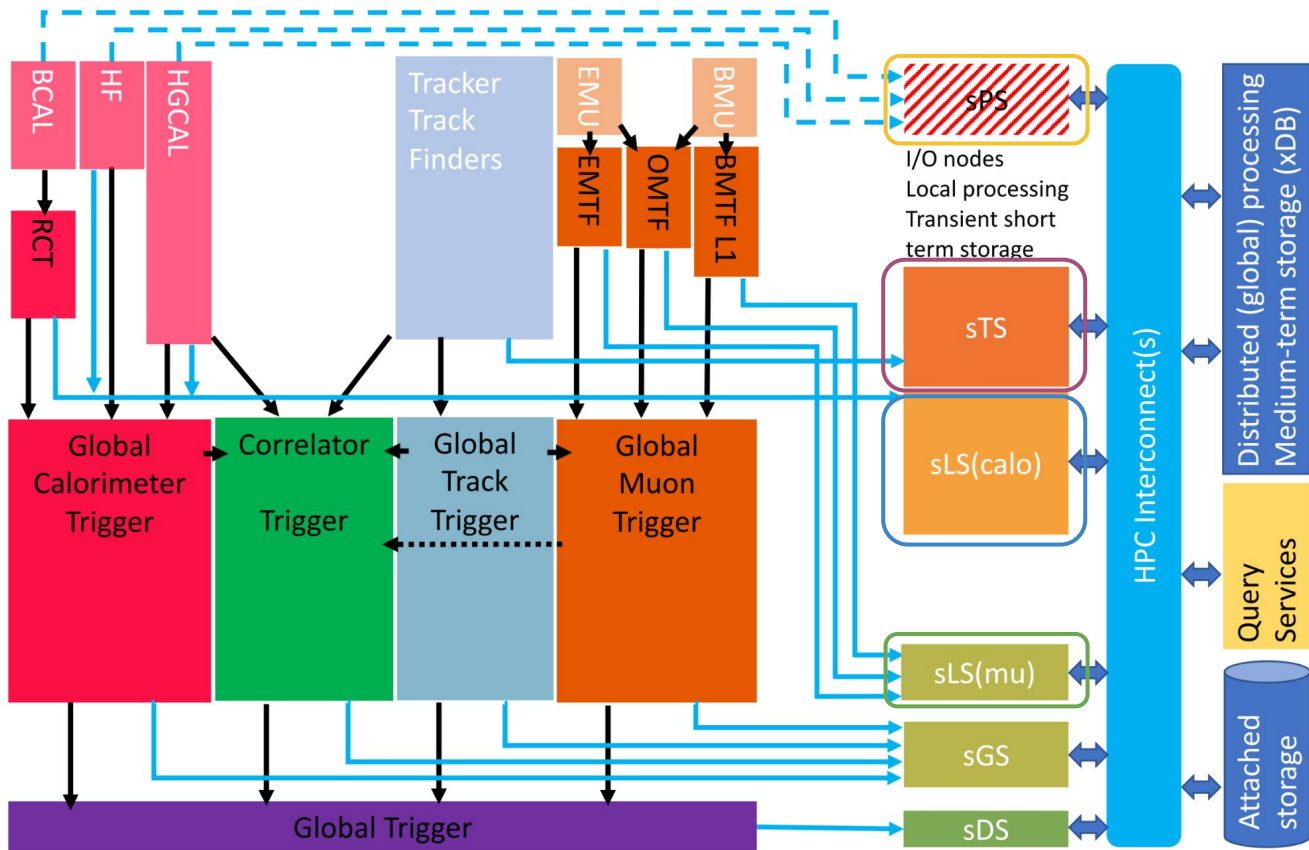 BCAL
HF
HGCAL
Tracker
Track
Finders
EMU
BMU
EMTF
OMTF
BMTF L1
RCT
sPS
I/O nodes
Local processing
Transient short
term storage
sTS
sLS(calo)
sLS(mu)
sGS
sDS
HPC Interconnect(s)
Distributed (global) processing
Medium-term storage (xDB)
Query
Services
Attached
storage
Global
Calorimeter
Trigger
Correlator
Trigger
Global
Track
Trigger
Global
Muon
Trigger
Global Trigger